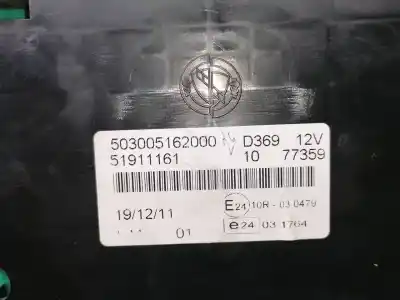 503005162000 D369 12V
51911161 10 77359
19/12/11 E24 10R - 03 0479
01 e24 03 1764